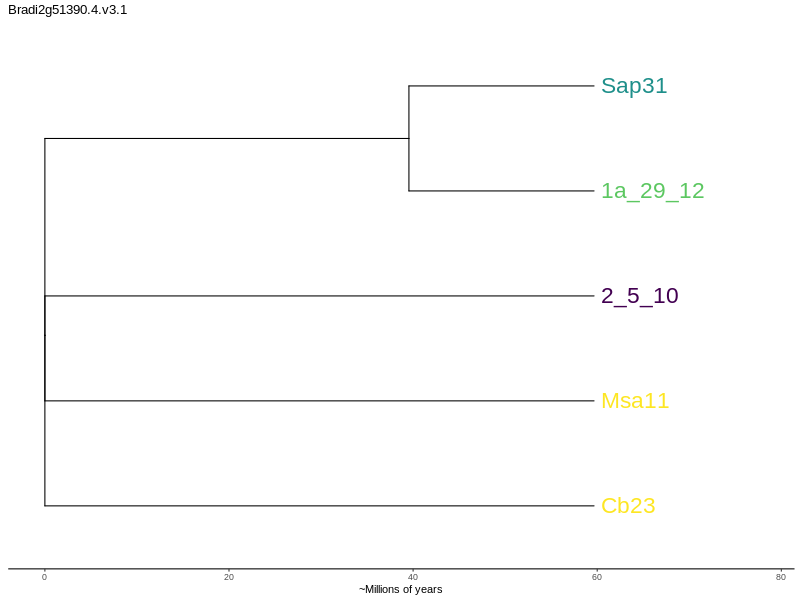 Bradi2g51390.4.v3.1
Sap31
1a_29_12
2_5_10
Msa11
Cb23
0 20 40 60 80
~Millions of years